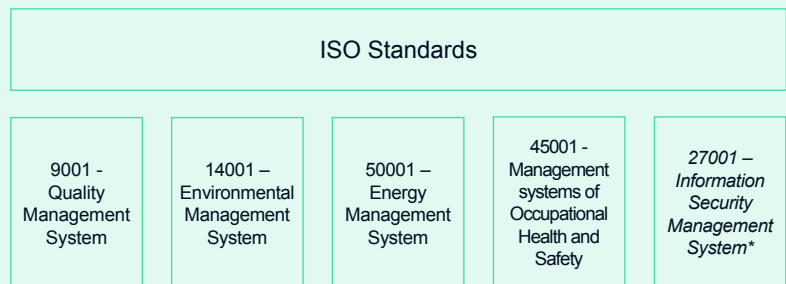 ISO Standards
9001 -
Quality
Management
System
14001 –
Environmental
Management
System
50001 –
Energy
Management
System
45001 -
Management
systems of
Occupational
Health and
Safety
27001 –
Information
Security
Management
System*